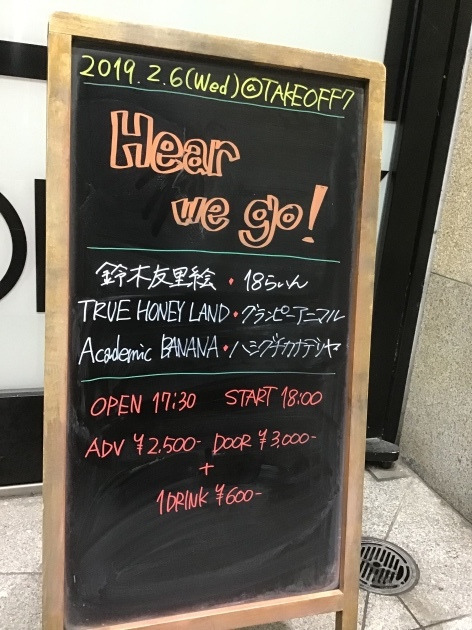 2019.2.6(Wed)@TAKEOFF7
Hear
we go!
鈴木友里絵・18らいん
TRUE HONEY LAND・グランピーアニマル
Academic BANANA・ハシグチカナデリヤ
OPEN 17:30 START 18:00
ADV ¥2,500- DOOR ¥3,000-
+
1DRINK ¥600-